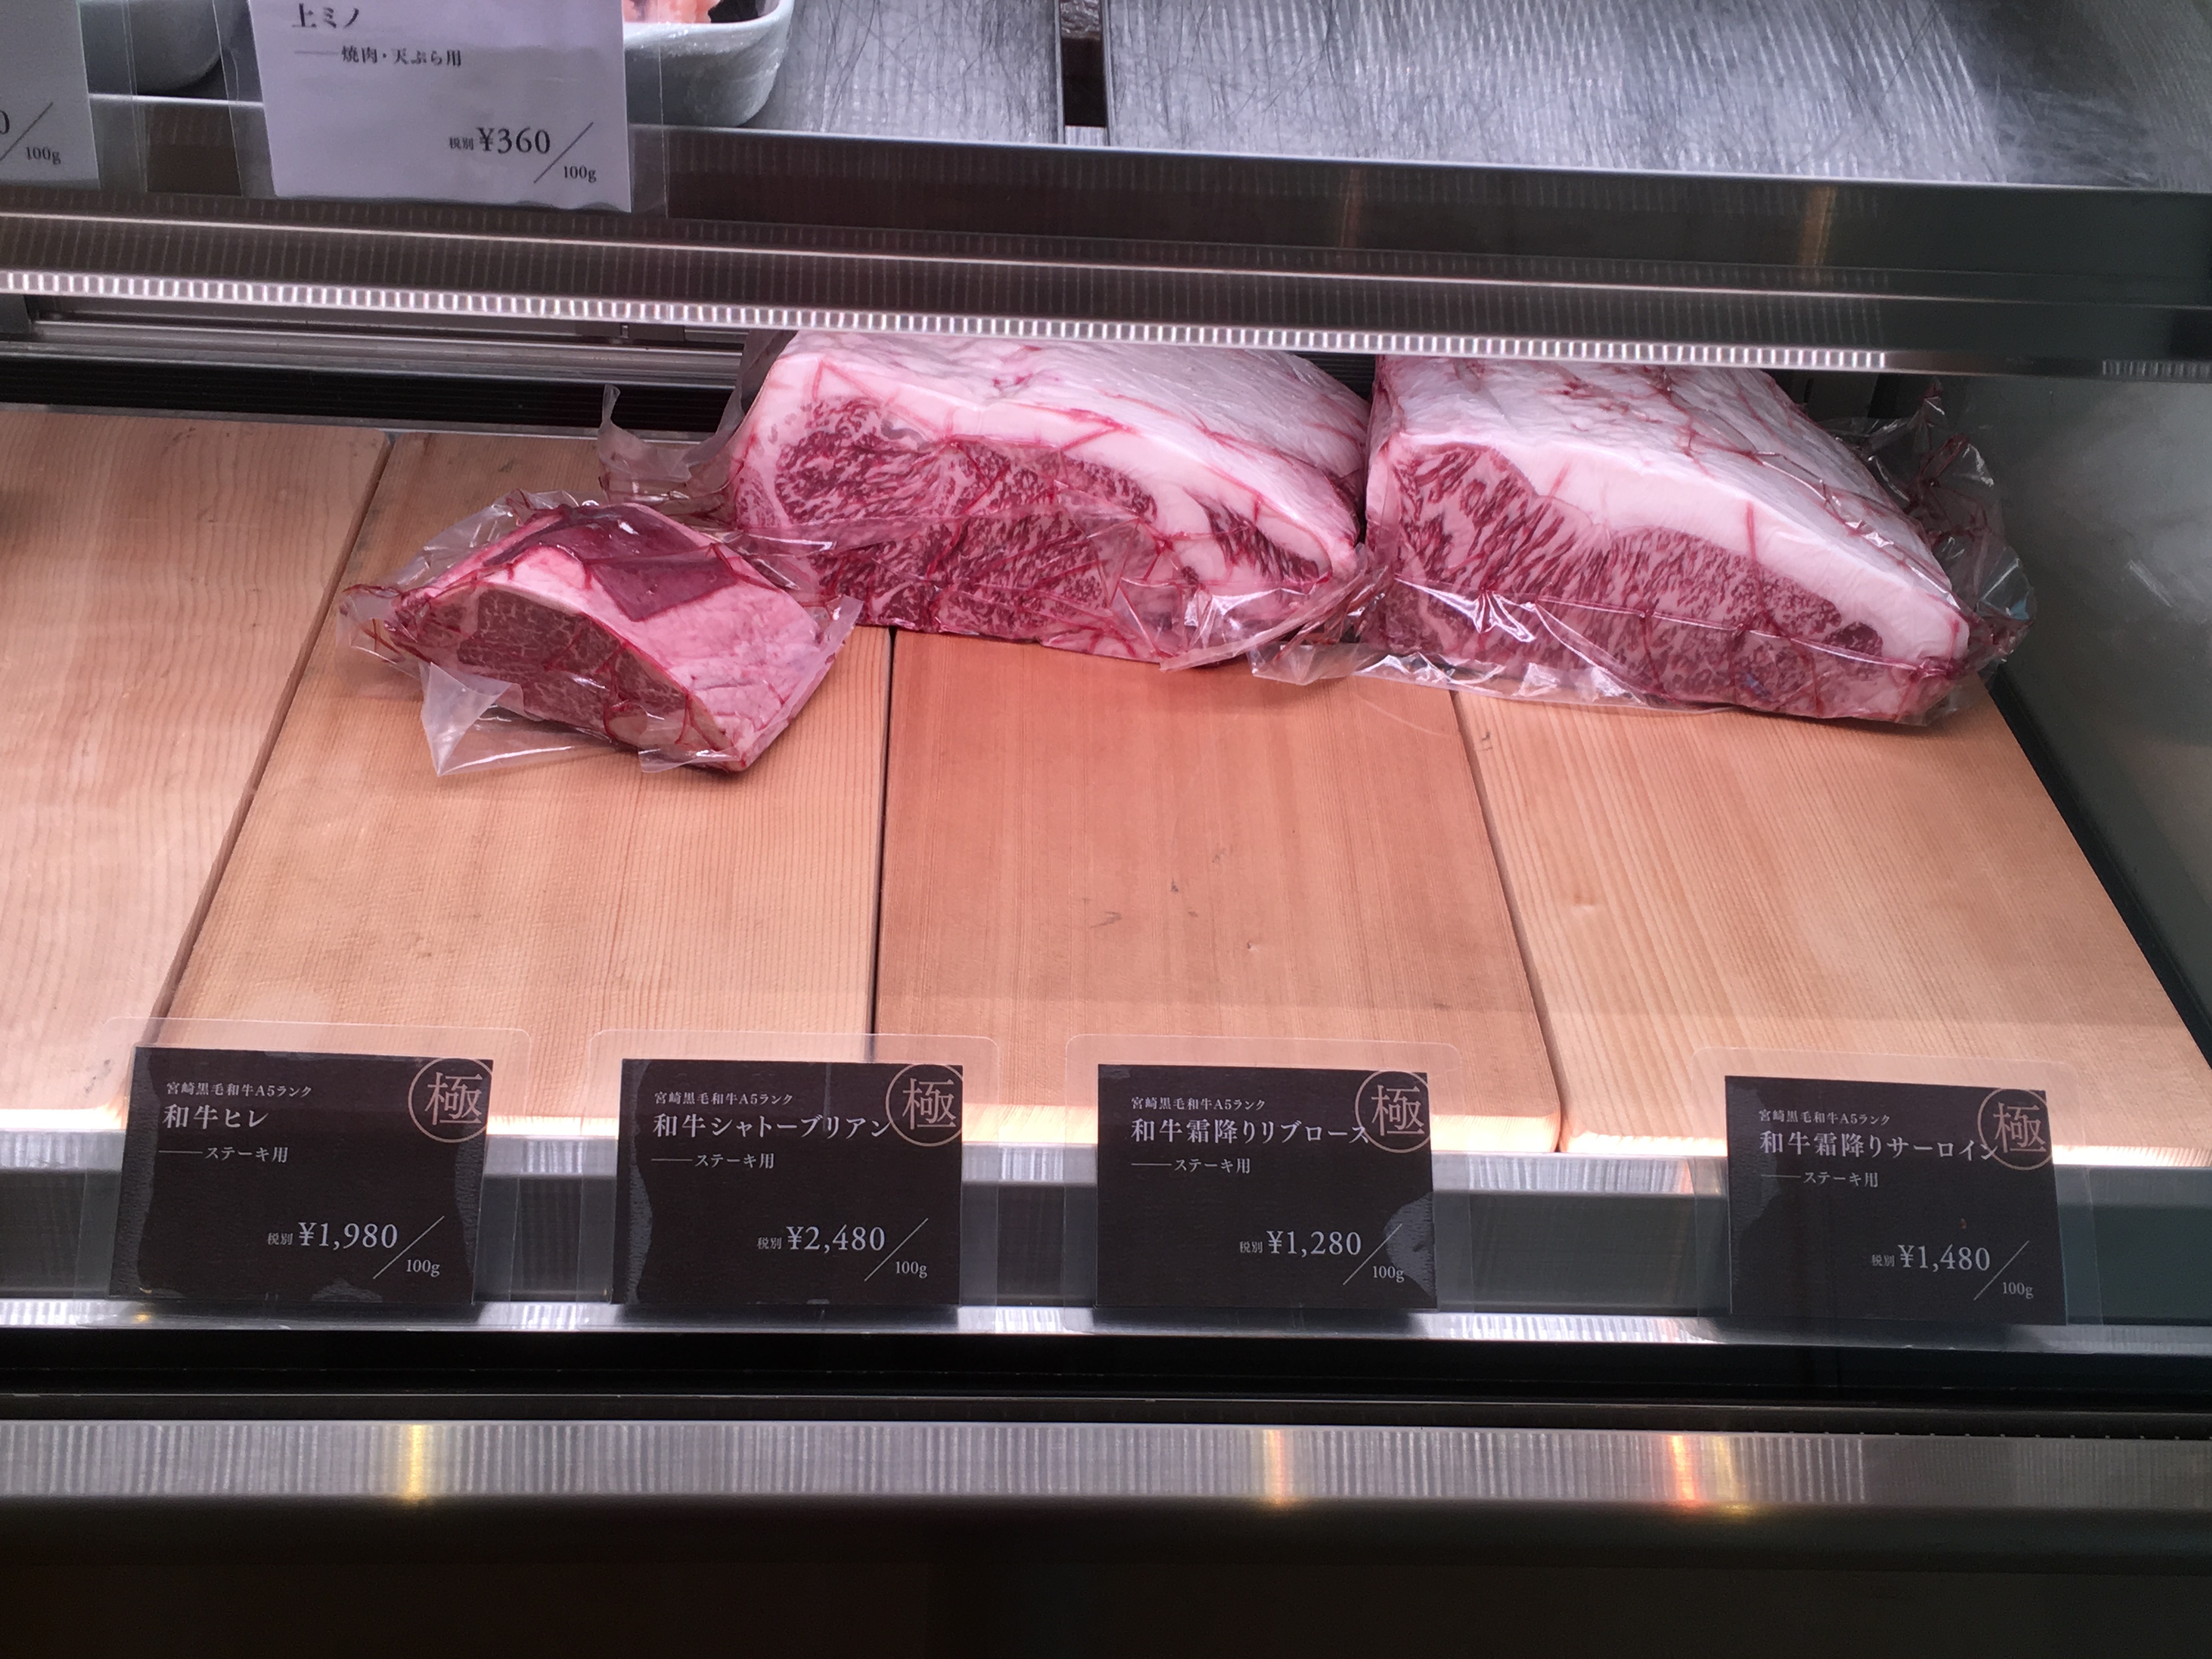 上ミノ
焼肉・天ぷら用
税別 ¥360/100g
0/100g
宮崎黒毛和牛A5ランク
極
和牛ヒレ
ステーキ用
税別 ¥1,980/100g
宮崎黒毛和牛A5ランク
極
和牛シャトーブリアン
ステーキ用
税別 ¥2,480/100g
宮崎黒毛和牛A5ランク
極
和牛霜降りリブロース
ステーキ用
税別 ¥1,280/100g
宮崎黒毛和牛A5ランク
極
和牛霜降りサーロイン
ステーキ用
税別 ¥1,480/100g